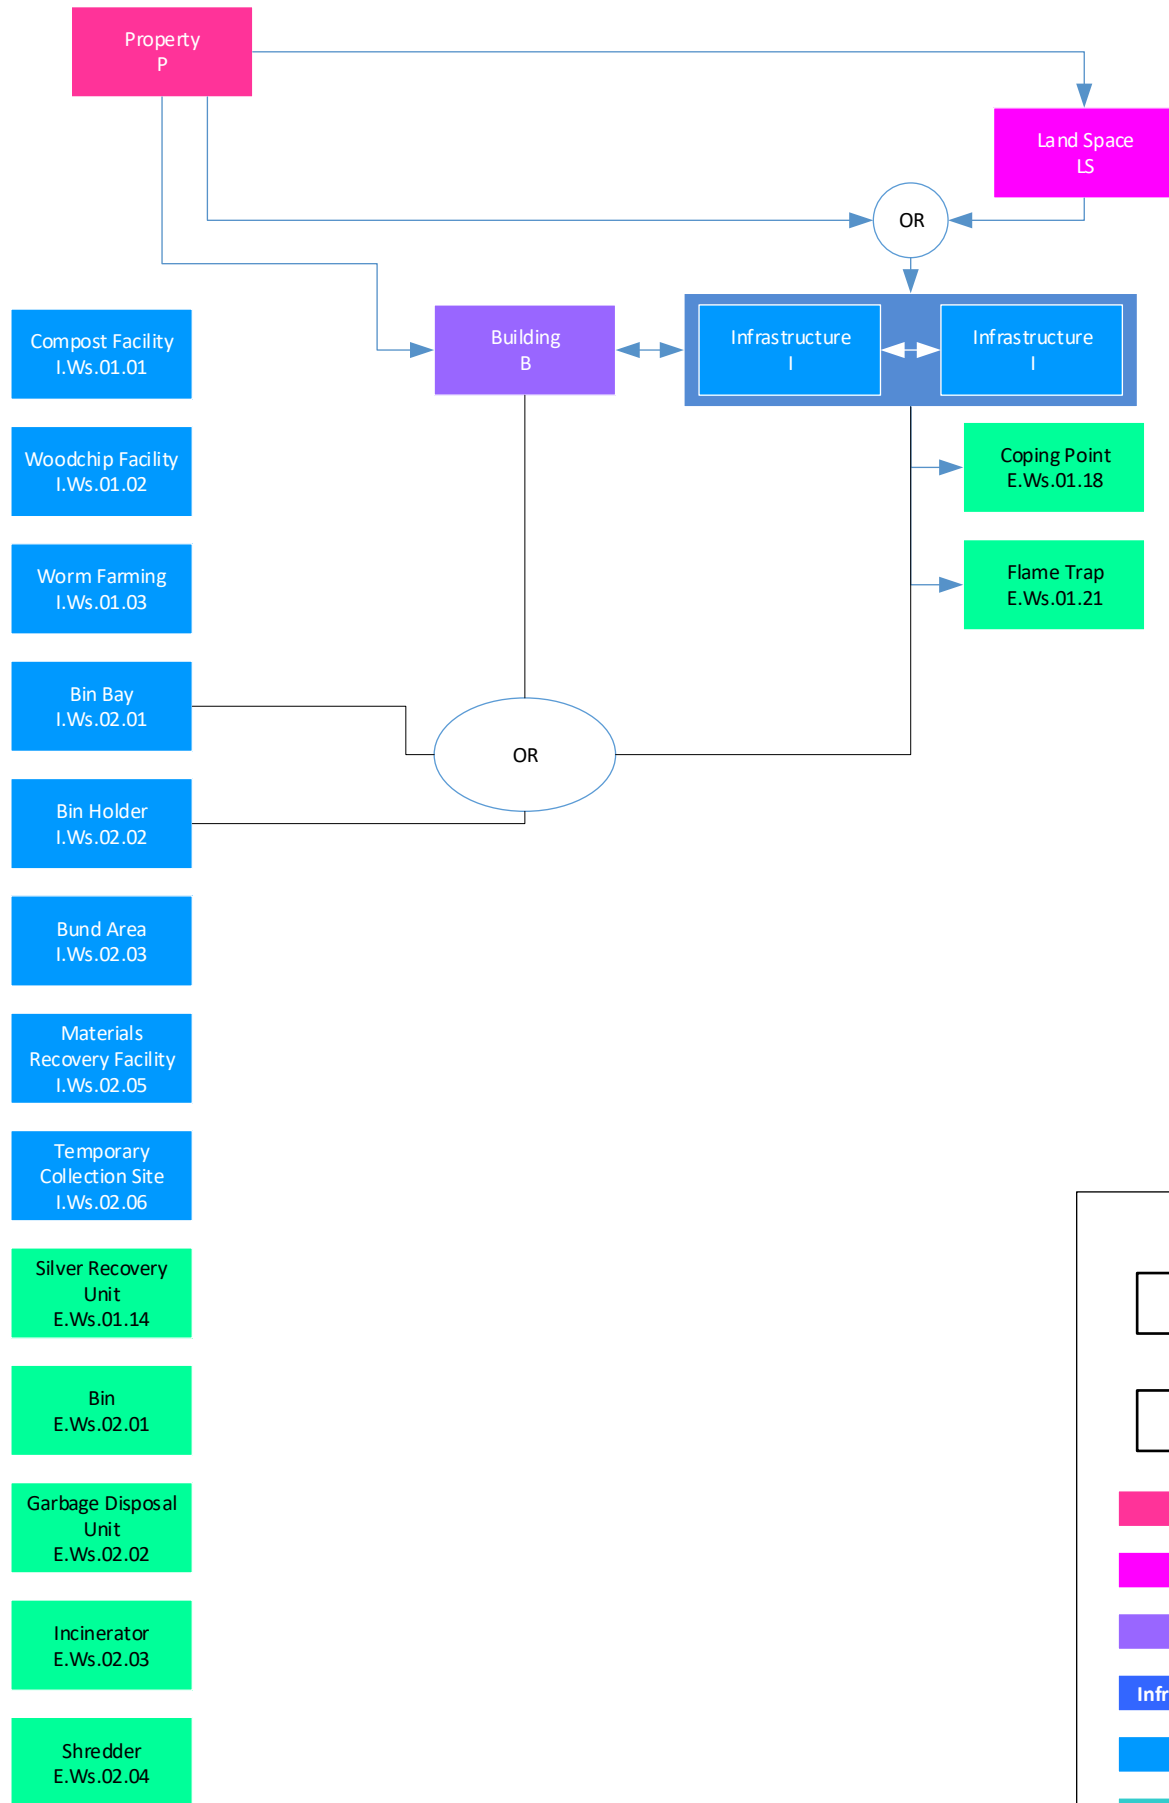 Property
P
Land Space
LS
OR
Building
B
Infrastructure
I
Infrastructure
I
Compost Facility
I.Ws.01.01
Woodchip Facility
I.Ws.01.02
Worm Farming
I.Ws.01.03
Bin Bay
I.Ws.02.01
Bin Holder
I.Ws.02.02
Bund Area
I.Ws.02.03
Materials
Recovery Facility
I.Ws.02.05
Temporary
Collection Site
I.Ws.02.06
Silver Recovery
Unit
E.Ws.01.14
Bin
E.Ws.02.01
Garbage Disposal
Unit
E.Ws.02.02
Incinerator
E.Ws.02.03
Shredder
E.Ws.02.04
Coping Point
E.Ws.01.18
Flame Trap
E.Ws.01.21
OR
Infr